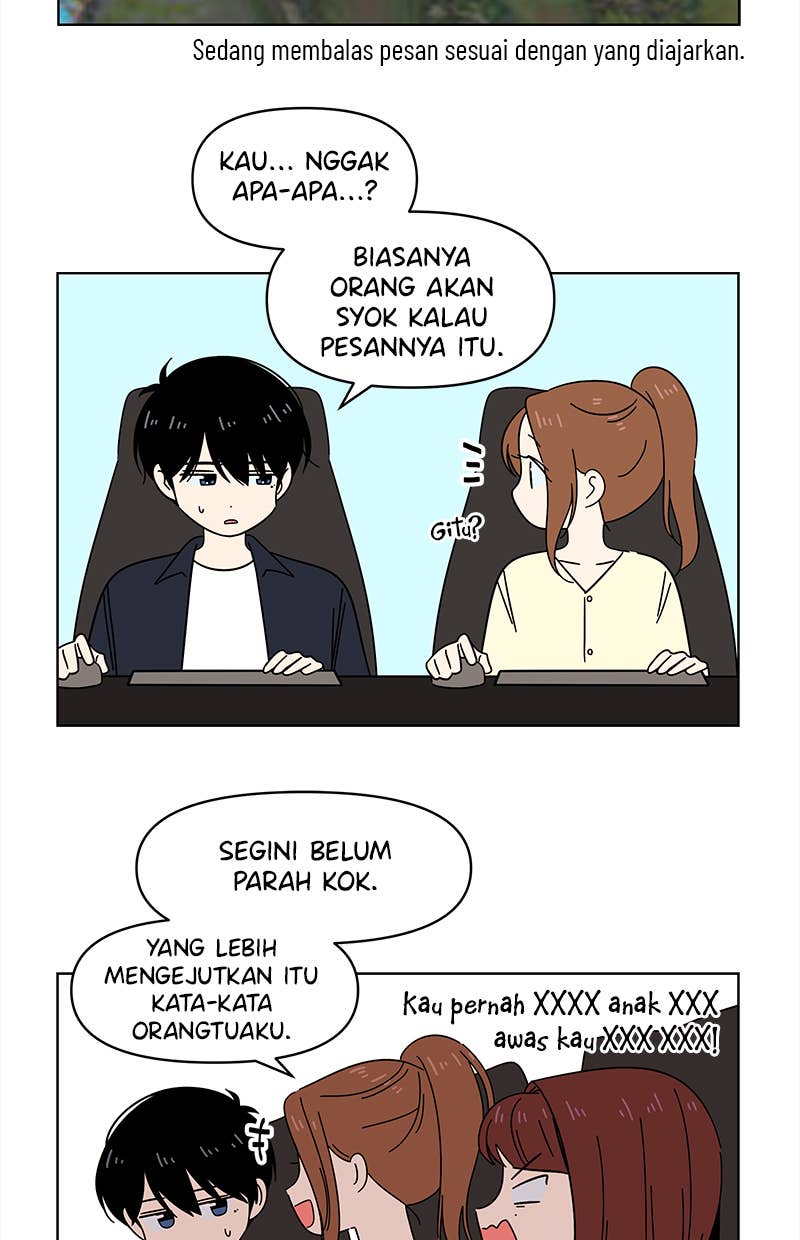 Sedang membalas pesan sesuai dengan yang diajarkan.
KAU... NGGAK
APA-APA...?
BIASANYA
ORANG AKAN
SYOK KALAU
PESANNYA ITU.
Gitu?
SEGINI BELUM
PARAH KOK.
YANG LEBIH
MENGEJUTKAN ITU
KATA-KATA
ORANGTUAKU.
Kau pernah XXXX anak XXX
awas kau XXX XXX!